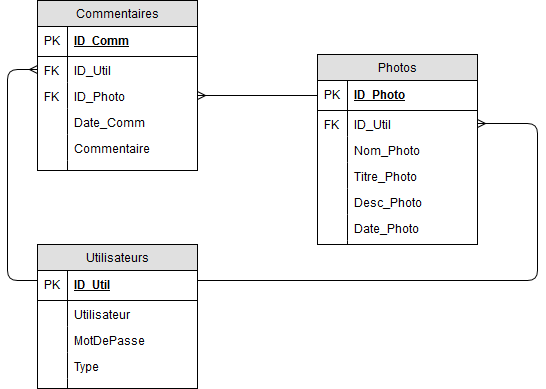 Commentaires
PK ID_Comm
FK ID_Util
FK ID_Photo
Date_Comm
Commentaire
Photos
PK ID_Photo
FK ID_Util
Nom_Photo
Titre_Photo
Desc_Photo
Date_Photo
Utilisateurs
PK ID_Util
Utilisateur
MotDePasse
Type